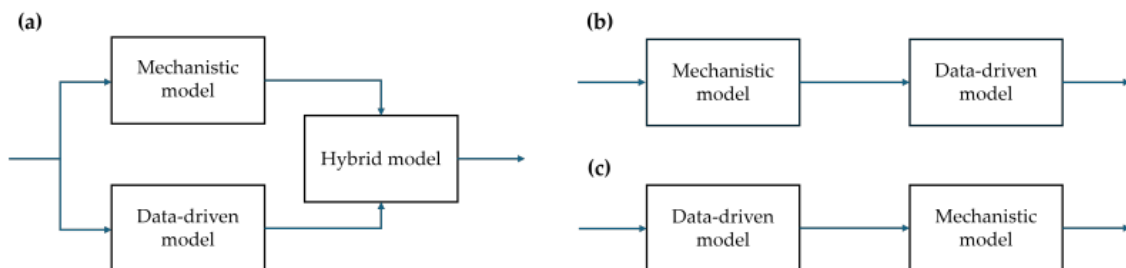 (a)
Mechanistic
model
Hybrid model
Data-driven
model
(b)
Mechanistic
model
Data-driven
model
(c)
Data-driven
model
Mechanistic
model